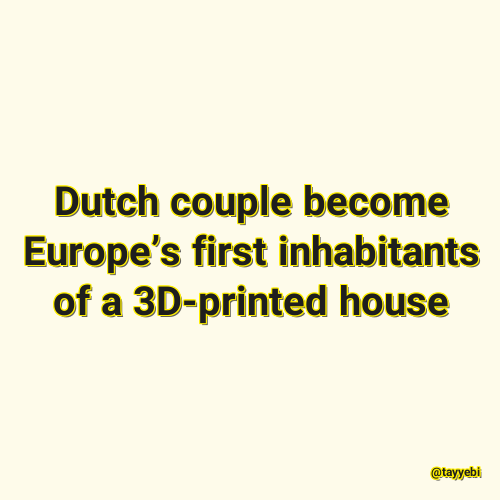 Dutch couple become
Europe’s first inhabitants
of a 3D-printed house
@tayyebi